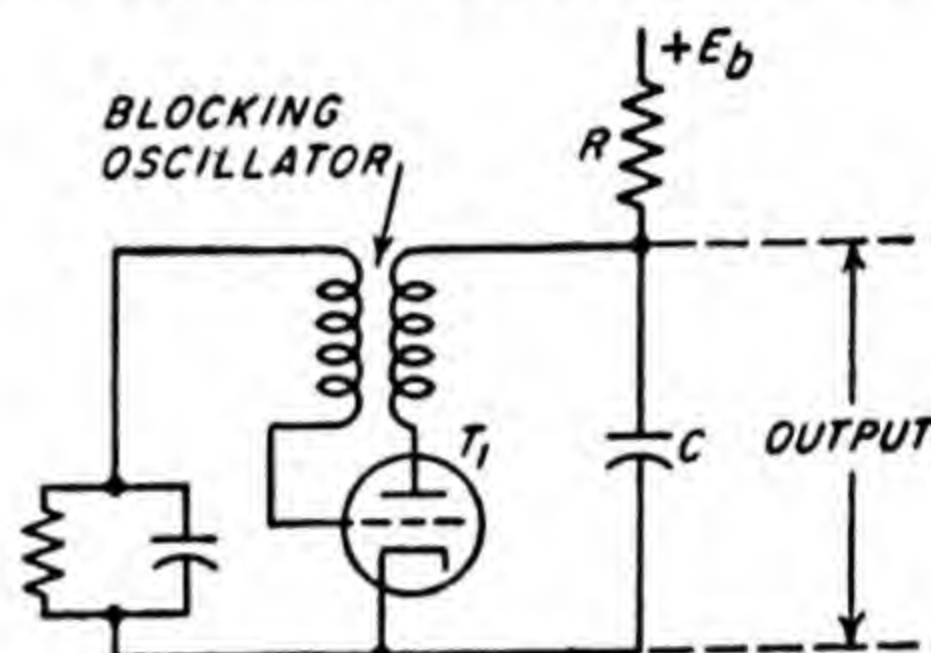 BLOCKING
OSCILLATOR
+Eb
R
T1
C
OUTPUT